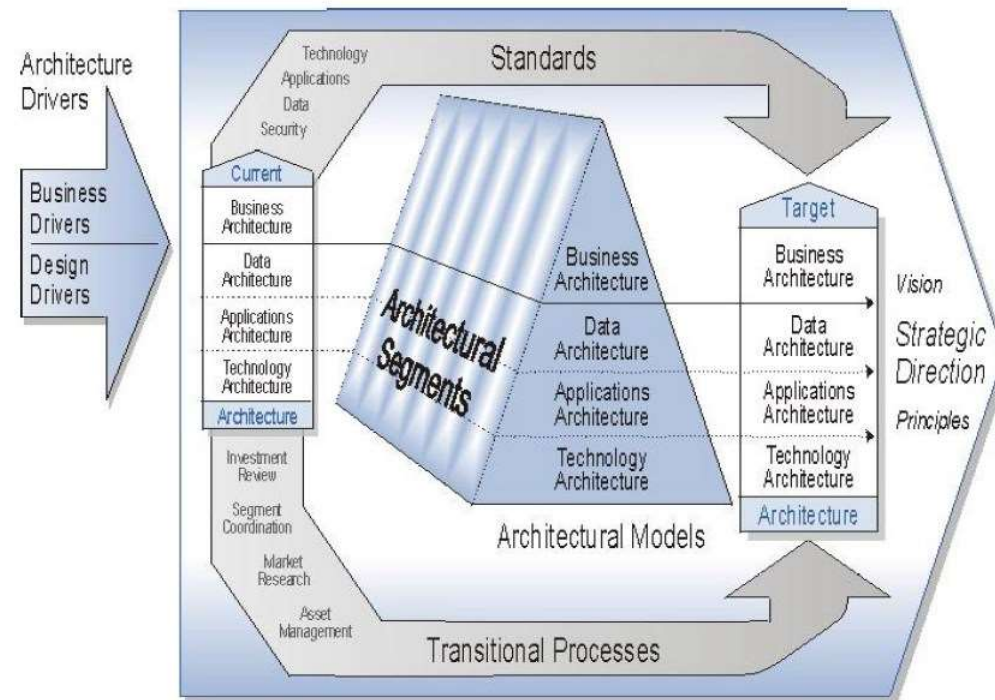 Architecture
Drivers
Business
Drivers
Design
Drivers
Technology
Applications
Data
Security
Standards
Current
Business
Architecture
Data
Architecture
Applications
Architecture
Technology
Architecture
Architecture
Investment
Review
Segment
Coordination
Market
Research
Asset
Management
Transitional Processes
Architectural
Segments
Business
Architecture
Data
Architecture
Applications
Architecture
Technology
Architecture
Architectural Models
Target
Business
Architecture
Data
Architecture
Applications
Architecture
Technology
Architecture
Architecture
Vision
Strategic
Direction
Principles